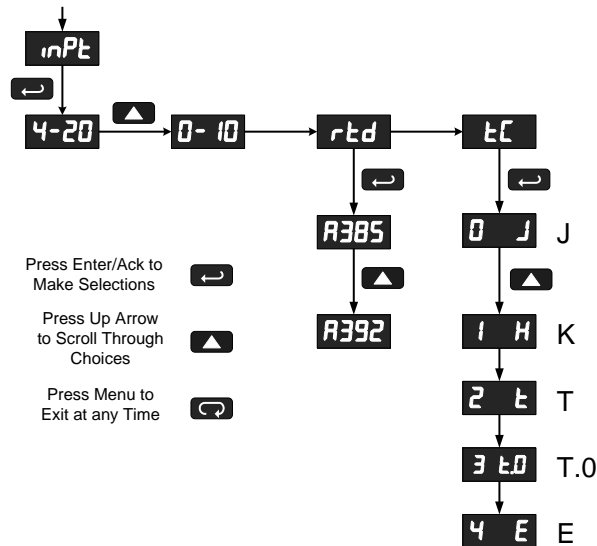 inPt
4-20
0-10
rtd
tC
A385
0 J
J
Press Enter/Ack to
Make Selections
Press Up Arrow
to Scroll Through
Choices
A392
1 H
K
Press Menu to
Exit at any Time
2 t
T
3 t.0
T.0
4 E
E